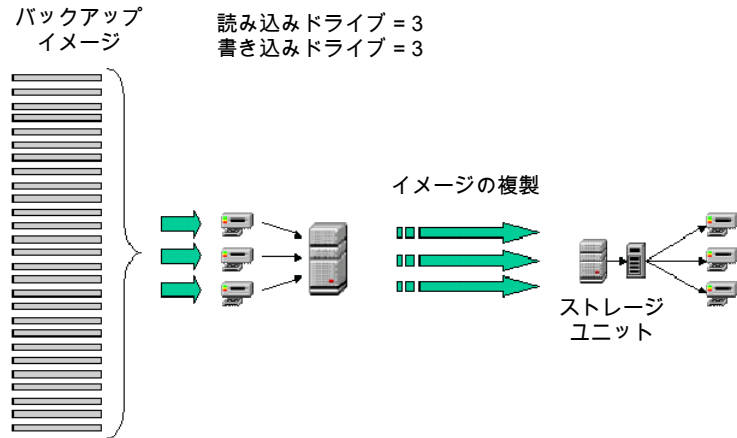 バックアップ
イメージ
読み込みドライブ = 3
書き込みドライブ = 3
イメージの複製
ストレージ
ユニット